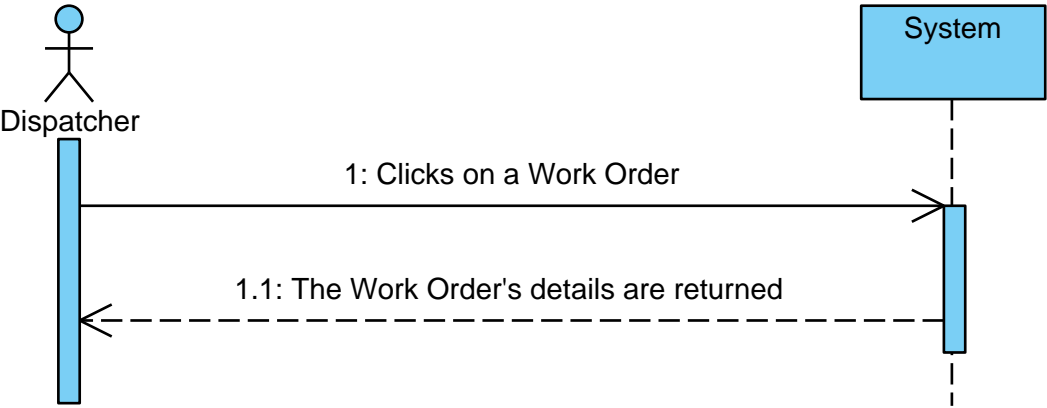 System
Dispatcher
1: Clicks on a Work Order
1.1: The Work Order's details are returned